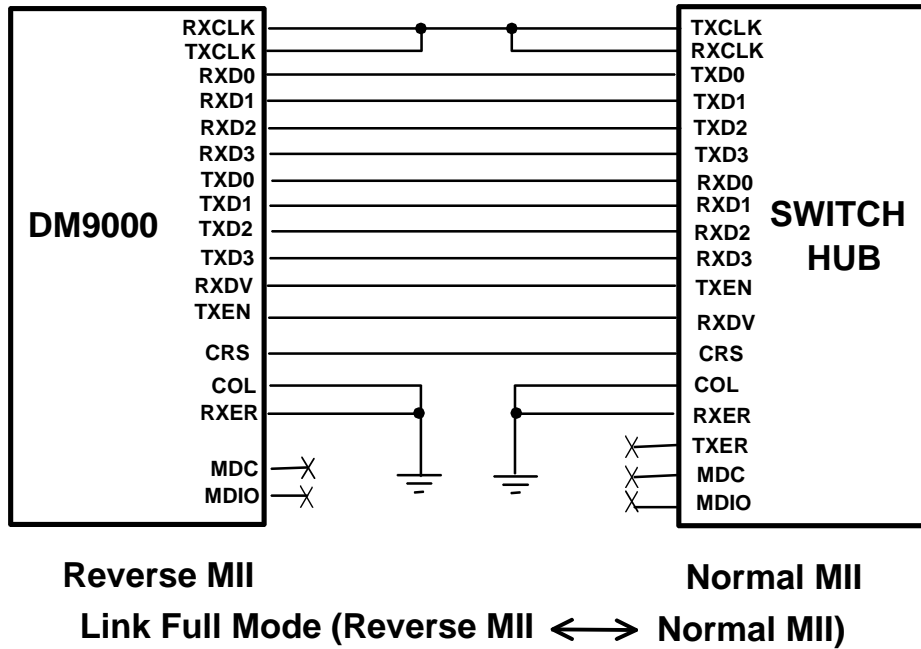 RXCLK
TXCLK
RXD0
RXD1
RXD2
RXD3
TXD0
TXD1
TXD2
TXD3
RXDV
TXEN
CRS
COL
RXER
MDC
MDIO
DM9000
TXCLK
RXCLK
TXD0
TXD1
TXD2
TXD3
RXD0
RXD1
RXD2
RXD3
TXEN
RXDV
CRS
COL
RXER
TXER
MDC
MDIO
SWITCH
HUB
Reverse MII
Normal MII
Link Full Mode (Reverse MII ⟷ Normal MII)